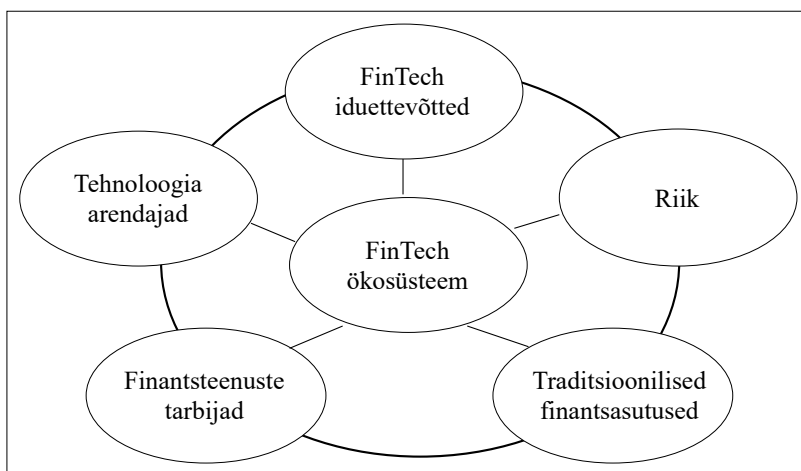 FinTech
iduettevõtted
Tehnoloogia
arendajad
Riik
FinTech
ökosüsteem
Finantsteenuste
tarbijad
Traditsioonilised
finantsasutused